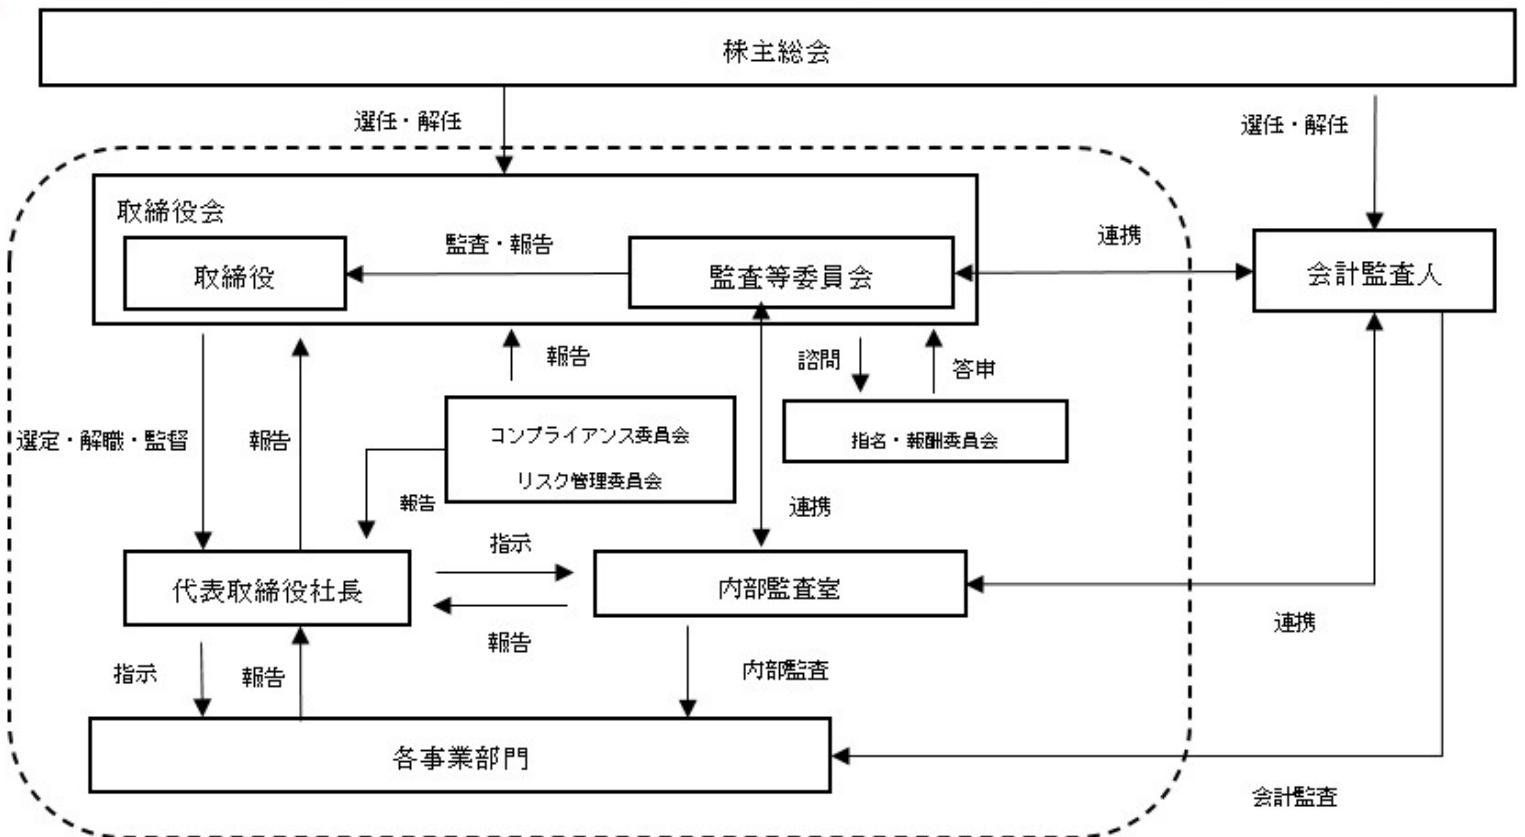 株主総会
選任・解任
選任・解任
取締役会
監査・報告
連携
取締役
監査等委員会
会計監査人
報告
諮問
答申
選定・解職・監督
報告
コンプライアンス委員会
リスク管理委員会
指名・報酬委員会
報告
連携
指示
代表取締役社長
内部監査室
報告
連携
指示
報告
内部監査
各事業部門
会計監査